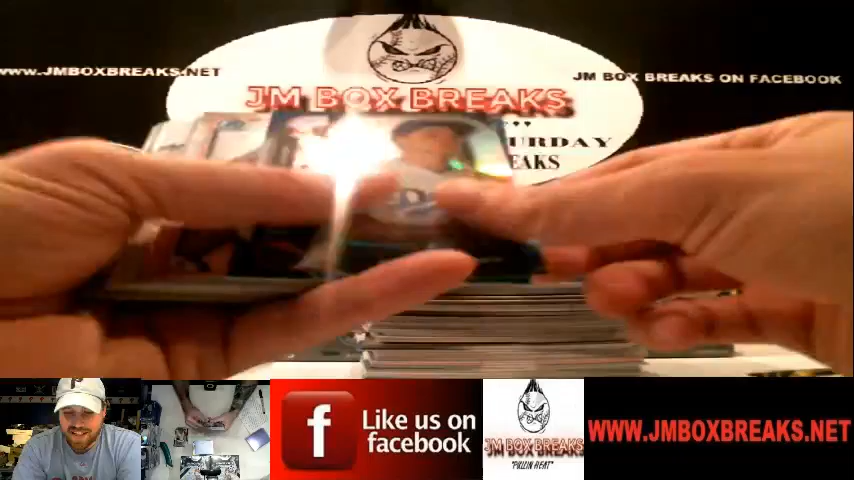 WWW.JMBOXBREAKS.NET
JM BOX BREAKS ON FACEBOOK
JM BOX BREAKS
URDAY
EAKS
f
Like us on
facebook
JM BOX BREAKS
"PULLIN HEAT"
WWW.JMBOXBREAKS.NET